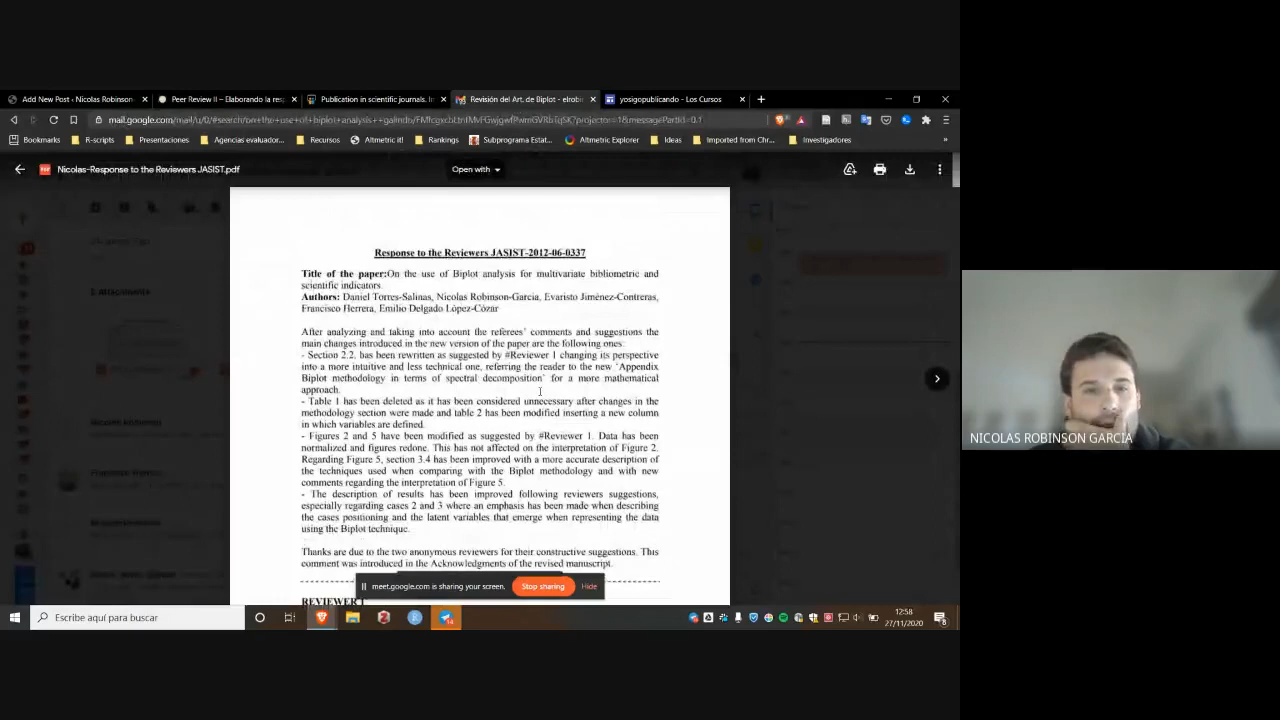 Add New Post ‹ Nicolas Robinson
Peer Review II – Elaborando la res
Publication in scientific journals. I
Revisión del Art. de Biplot - elrobin
yosigopublicando - Los Cursos
Bookmarks
R-scripts
Presentaciones
Agencias evaluador...
Recursos
Altmetric it!
Rankings
Subprograma Estat...
Altmetric Explorer
Ideas
Imported from Chr...
Investigadores
Nicolas-Response to the Reviewers JASIST.pdf
Open with
Response to the Reviewers JASIST-2012-06-0337
Title of the paper:On the use of Biplot analysis for multivariate bibliometric and
scientific indicators
Authors: Daniel Torres-Salinas, Nicolas Robinson-Garcia, Evaristo Jiménez-Contreras,
Francisco Herrera, Emilio Delgado López-Cózar
After analyzing and taking into account the referees' comments and suggestions the
main changes introduced in the new version of the paper are the following ones:
- Section 2.2. has been rewritten as suggested by #Reviewer 1 changing its perspective
into a more intuitive and less technical one, referring the reader to the new 'Appendix
Biplot methodology in terms of spectral decomposition' for a more mathematical
approach.
- Table 1 has been deleted as it has been considered unnecessary after changes in the
methodology section were made and table 2 has been modified inserting a new column
in which variables are defined.
- Figures 2 and 5 have been modified as suggested by #Reviewer 1. Data has been
normalized and figures redone. This has not affected on the interpretation of Figure 2.
Regarding Figure 5, section 3.4 has been improved with a more accurate description of
the techniques used when comparing with the Biplot methodology and with new
comments regarding the interpretation of Figure 5.
- The description of results has been improved following reviewers suggestions,
especially regarding cases 2 and 3 where an emphasis has been made when describing
the cases positioning and the latent variables that emerge when representing the data
using the Biplot technique.
Thanks are due to the two anonymous reviewers for their constructive suggestions. This
comment was introduced in the Acknowledgments of the revised manuscript.
meet.google.com is sharing your screen.
Stop sharing
Hide
REVIEWER 1
NICOLAS ROBINSON GARCIA
Escribe aquí para buscar
12:58
27/11/2020